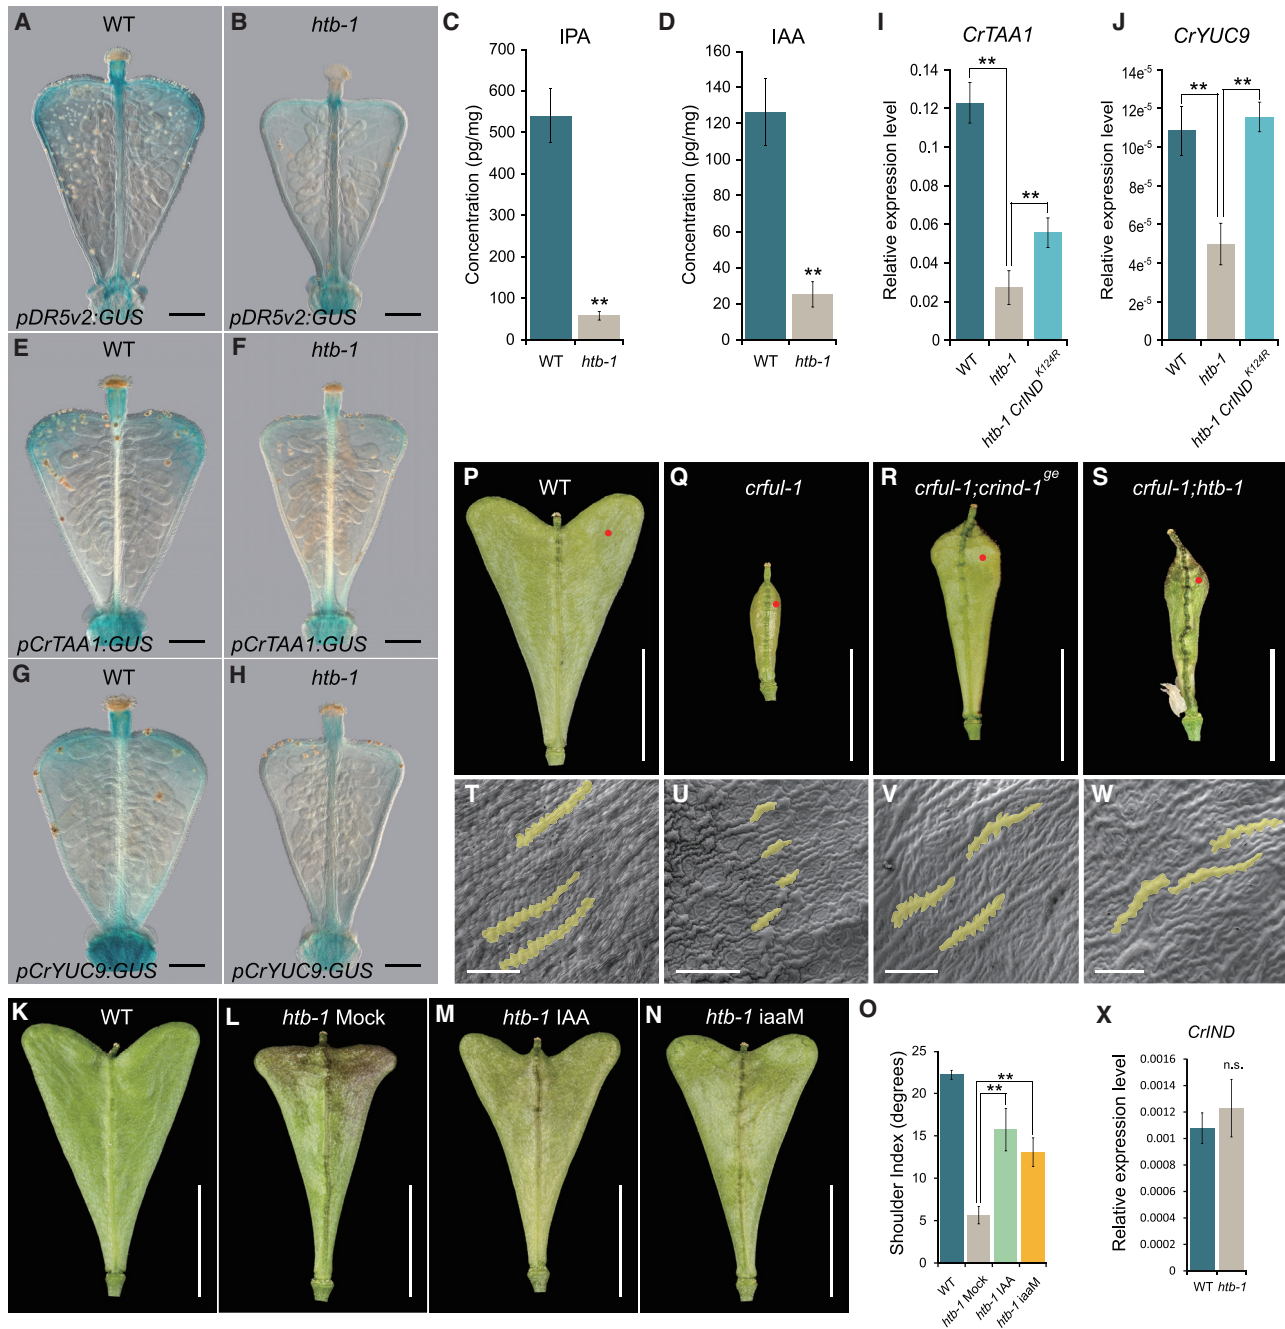 A
WT
pDR5v2:GUS
B
htb-1
pDR5v2:GUS
C
IPA
Concentration (pg/mg)
700
600
500
400
300
200
100
0
**
WT
htb-1
D
IAA
Concentration (pg/mg)
160
140
120
100
80
60
40
20
0
**
WT
htb-1
I
CrTAA1
Relative expression level
0.14
0.12
0.1
0.08
0.06
0.04
0.02
0
**
**
WT
htb-1
htb-1 CrIND^K124R
J
CrYUC9
Relative expression level
14e-5
12e-5
10e-5
8e-5
6e-5
4e-5
2e-5
0
**
**
WT
htb-1
htb-1 CrIND^K124R
E
WT
pCrTAA1:GUS
F
htb-1
pCrTAA1:GUS
G
WT
pCrYUC9:GUS
H
htb-1
pCrYUC9:GUS
P
WT
Q
crful-1
R
crful-1;crind-1^ge
S
crful-1;htb-1
T
U
V
W
K
WT
L
htb-1 Mock
M
htb-1 IAA
N
htb-1 iaaM
O
Shoulder Index (degrees)
25
20
15
10
5
0
**
**
WT
htb-1 Mock
htb-1 IAA
htb-1 iaaM
X
CrIND
Relative expression level
0.0016
0.0014
0.0012
0.001
0.0008
0.0006
0.0004
0.0002
0
n.s.
WT
htb-1